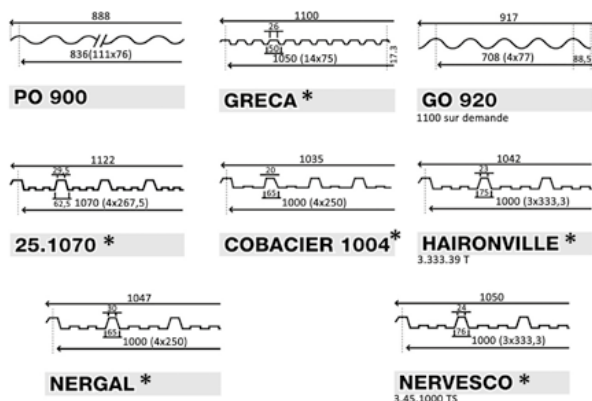 888
836(111x76)
PO 900
1100
26
50
1050 (14x75)
17.3
GRECA *
917
708 (4x77)
88,5
GO 920
1100 sur demande
1122
29,5
62,5
1070 (4x267,5)
25.1070 *
1035
20
65
1000 (4x250)
COBACIER 1004*
1042
23
75
1000 (3x333,3)
HAIRONVILLE *
3.333.39 T
1047
30
65
1000 (4x250)
NERGAL *
1050
24
76
1000 (3x333,3)
NERVESCO *
3.45.1000 TS